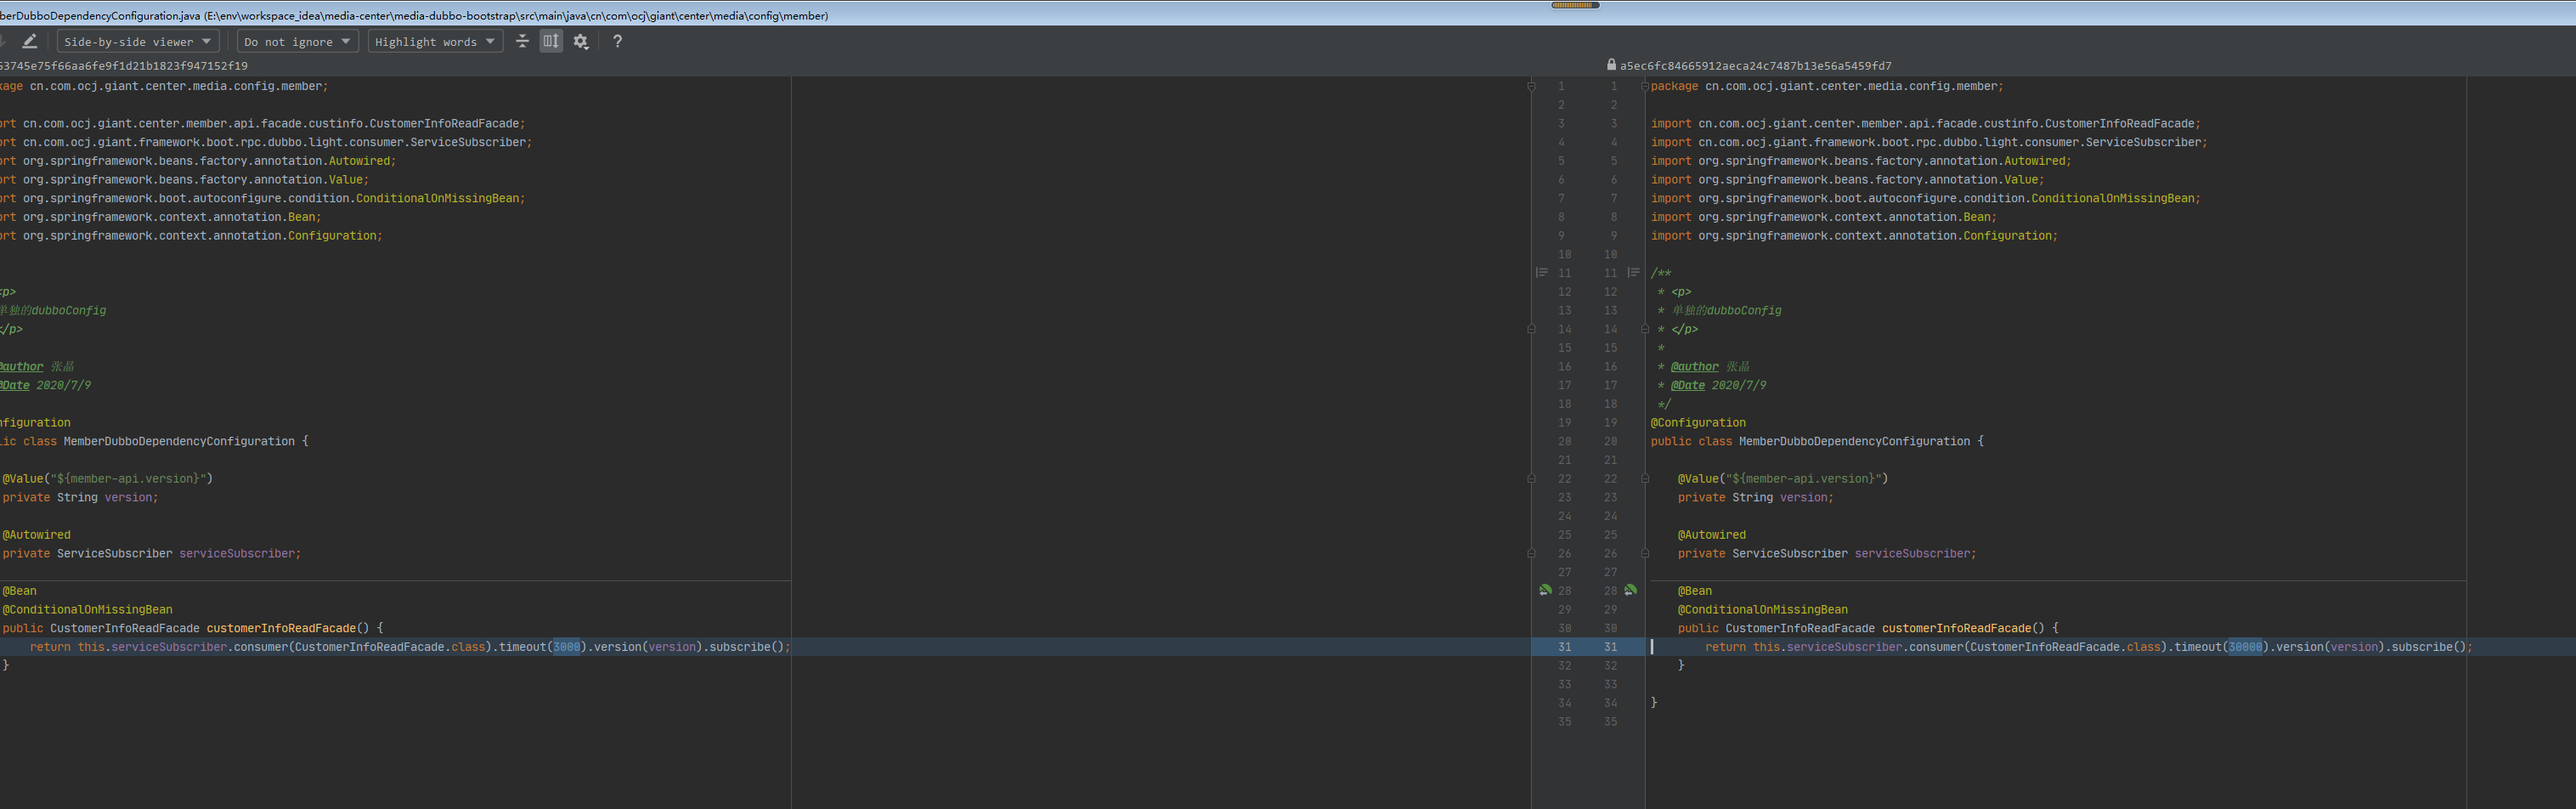 berDubboDependencyConfiguration.java (E:\env\workspace_idea\media-center\media-dubbo-bootstrap\src\main\java\cn\com\ocj\giant\center\media\config\member)
Side-by-side viewer
Do not ignore
Highlight words
?
63745e75f66aa6fe9f1d21b1823f947152f19
kage cn.com.ocj.giant.center.media.config.member;
ort cn.com.ocj.giant.center.member.api.facade.custinfo.CustomerInfoReadFacade;
ort cn.com.ocj.giant.framework.boot.rpc.dubbo.light.consumer.ServiceSubscriber;
ort org.springframework.beans.factory.annotation.Autowired;
ort org.springframework.beans.factory.annotation.Value;
ort org.springframework.boot.autoconfigure.condition.ConditionalOnMissingBean;
ort org.springframework.context.annotation.Bean;
ort org.springframework.context.annotation.Configuration;
<p>
单独的dubboConfig
</p>
@author 张晶
@Date 2020/7/9
nfiguration
lic class MemberDubboDependencyConfiguration {
@Value("${member-api.version}")
private String version;
@Autowired
private ServiceSubscriber serviceSubscriber;
@Bean
@ConditionalOnMissingBean
public CustomerInfoReadFacade customerInfoReadFacade() {
return this.serviceSubscriber.consumer(CustomerInfoReadFacade.class).timeout(3000).version(version).subscribe();
}
a5ec6fc84665912aeca24c7487b13e56a5459fd7
1 1 package cn.com.ocj.giant.center.media.config.member;
2 2
3 3 import cn.com.ocj.giant.center.member.api.facade.custinfo.CustomerInfoReadFacade;
4 4 import cn.com.ocj.giant.framework.boot.rpc.dubbo.light.consumer.ServiceSubscriber;
5 5 import org.springframework.beans.factory.annotation.Autowired;
6 6 import org.springframework.beans.factory.annotation.Value;
7 7 import org.springframework.boot.autoconfigure.condition.ConditionalOnMissingBean;
8 8 import org.springframework.context.annotation.Bean;
9 9 import org.springframework.context.annotation.Configuration;
10 10
11 11 /**
12 12 * <p>
13 13 * 单独的dubboConfig
14 14 * </p>
15 15 *
16 16 * @author 张晶
17 17 * @Date 2020/7/9
18 18 */
19 19 @Configuration
20 20 public class MemberDubboDependencyConfiguration {
21 21
22 22 @Value("${member-api.version}")
23 23 private String version;
24 24
25 25 @Autowired
26 26 private ServiceSubscriber serviceSubscriber;
27 27
28 28 @Bean
29 29 @ConditionalOnMissingBean
30 30 public CustomerInfoReadFacade customerInfoReadFacade() {
31 31 return this.serviceSubscriber.consumer(CustomerInfoReadFacade.class).timeout(30000).version(version).subscribe();
32 32 }
33 33
34 34 }
35 35